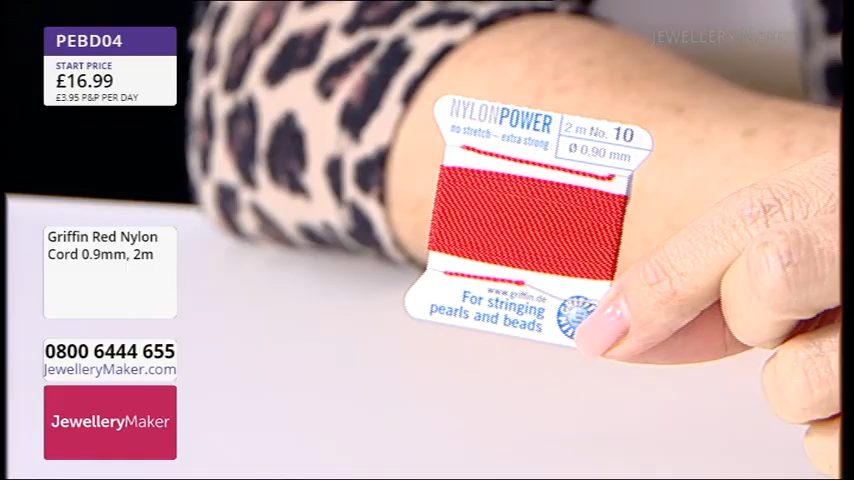 PEBD04
START PRICE
£16.99
£3.95 P&P PER DAY
JEWELLERYMAKER
NYLONPOWER
no stretch – extra strong
2 m No. 10
Ø 0,90 mm
www.griffin.de
For stringing
pearls and beads
Griffin Red Nylon
Cord 0.9mm, 2m
0800 6444 655
JewelleryMaker.com
JewelleryMaker